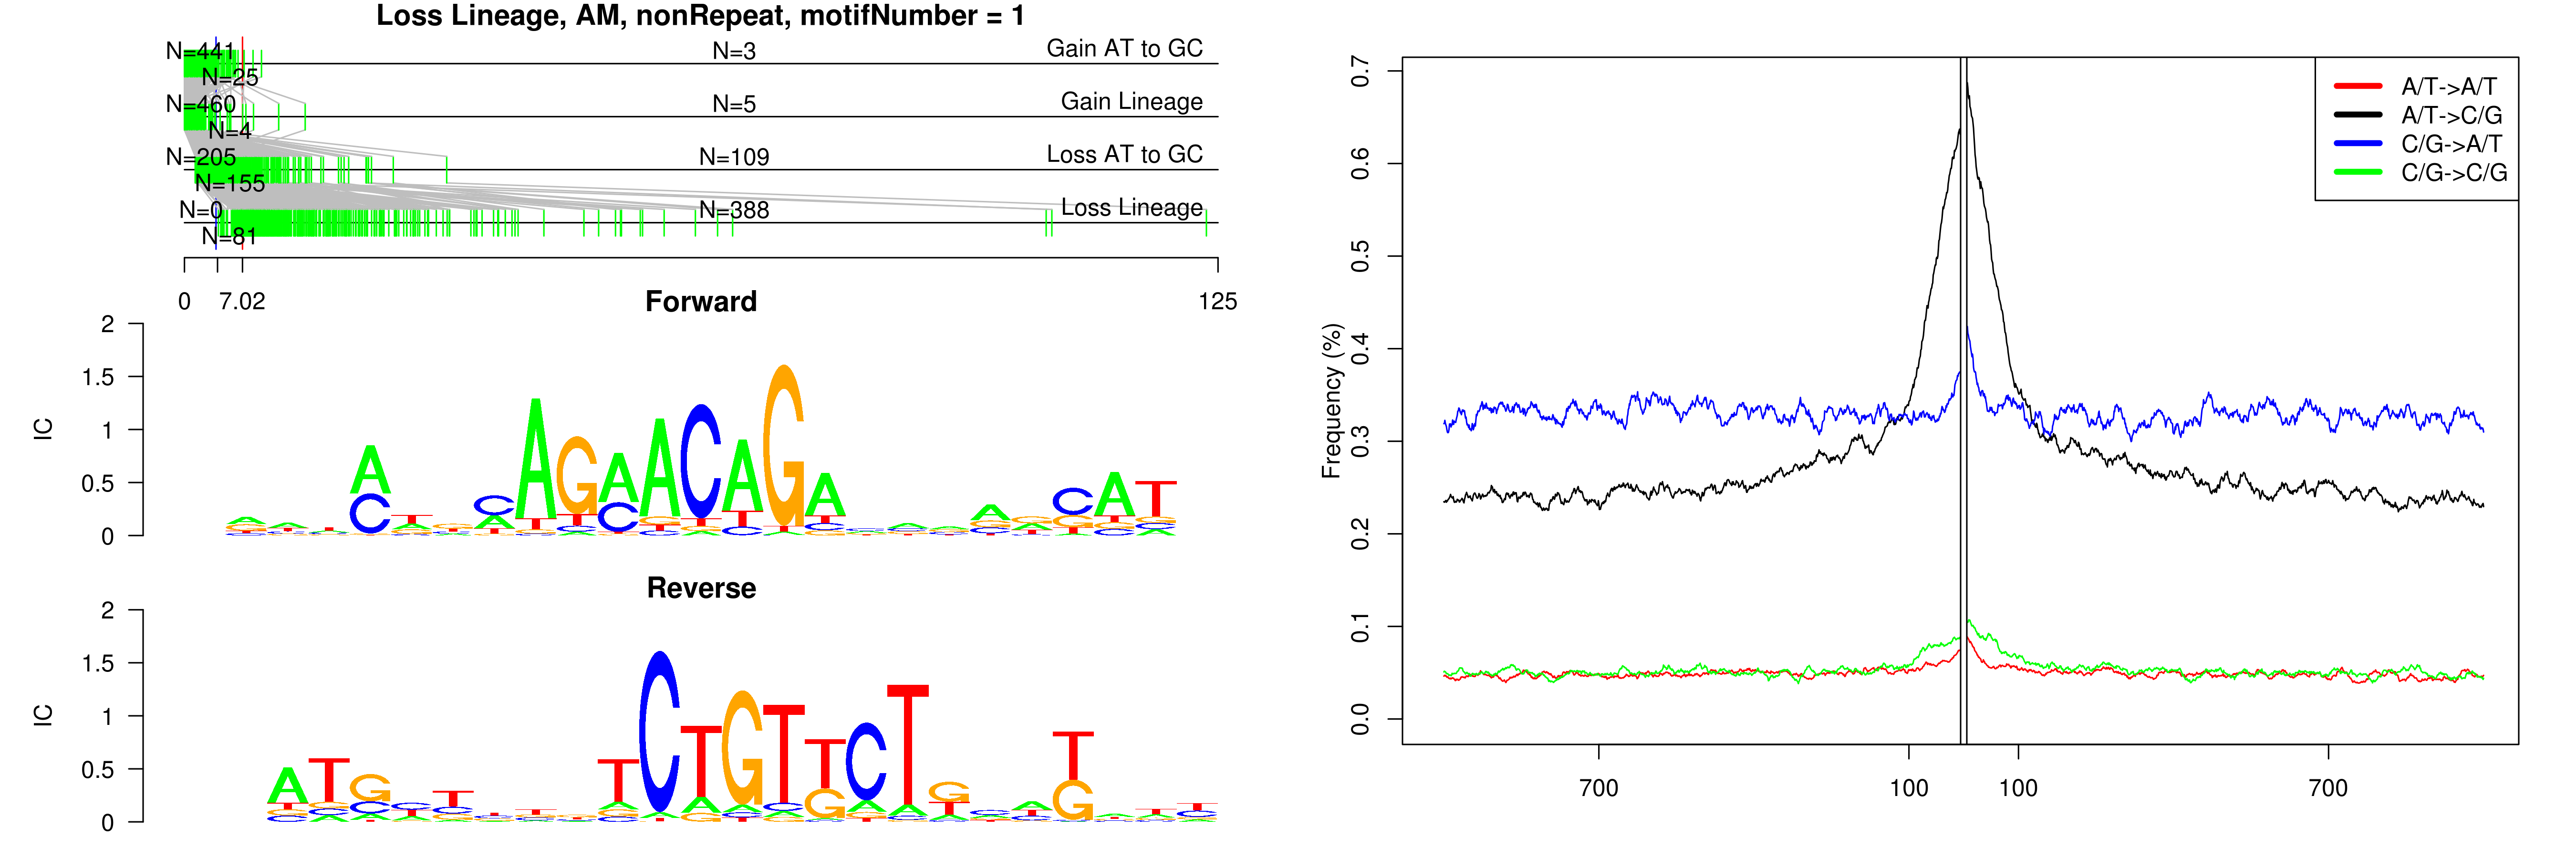 Loss Lineage, AM, nonRepeat, motifNumber = 1
N=441 N=3 Gain AT to GC
N=25
N=460 N=5 Gain Lineage
N=4
N=205 N=109 Loss AT to GC
N=155
N=0 N=388 Loss Lineage
N=81
0 7.02 125
Forward
IC
2
1.5
1
0.5
0
Reverse
IC
2
1.5
1
0.5
0
Frequency (%)
0.7
0.6
0.5
0.4
0.3
0.2
0.1
0.0
700 100 100 700
A/T->A/T
A/T->C/G
C/G->A/T
C/G->C/G